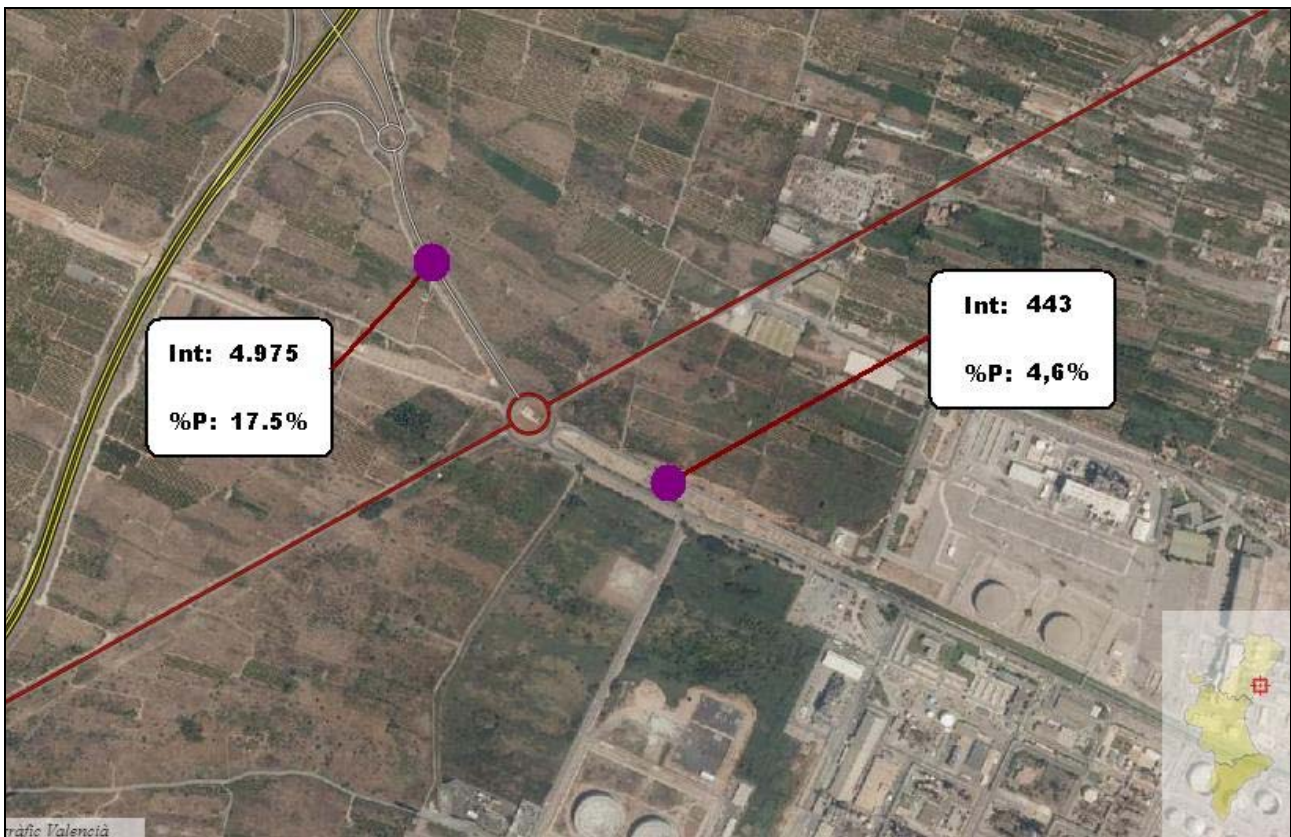 Int: 4.975
%P: 17.5%
Int: 443
%P: 4,6%
ràfic Valencià